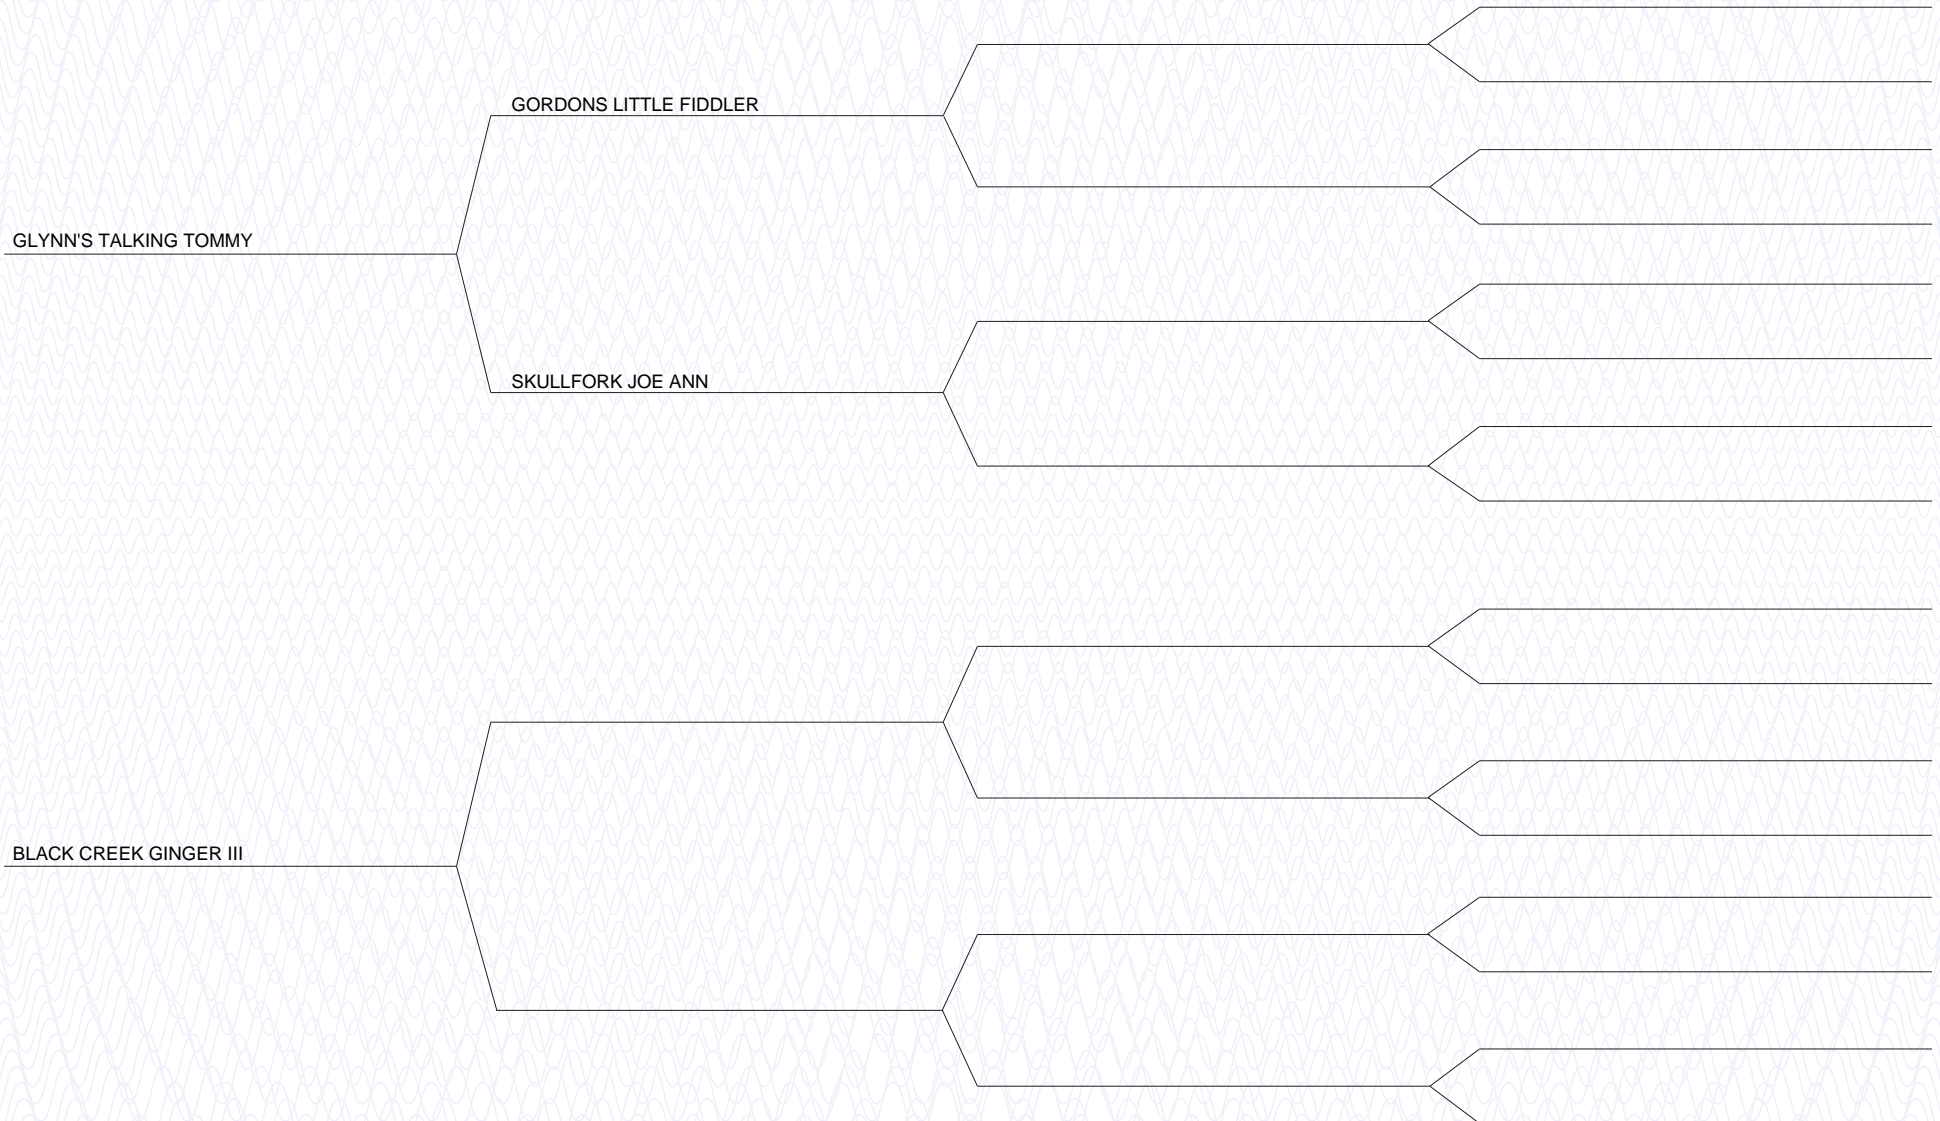 GORDONS LITTLE FIDDLER
GLYNN'S TALKING TOMMY
SKULLFORK JOE ANN
BLACK CREEK GINGER III